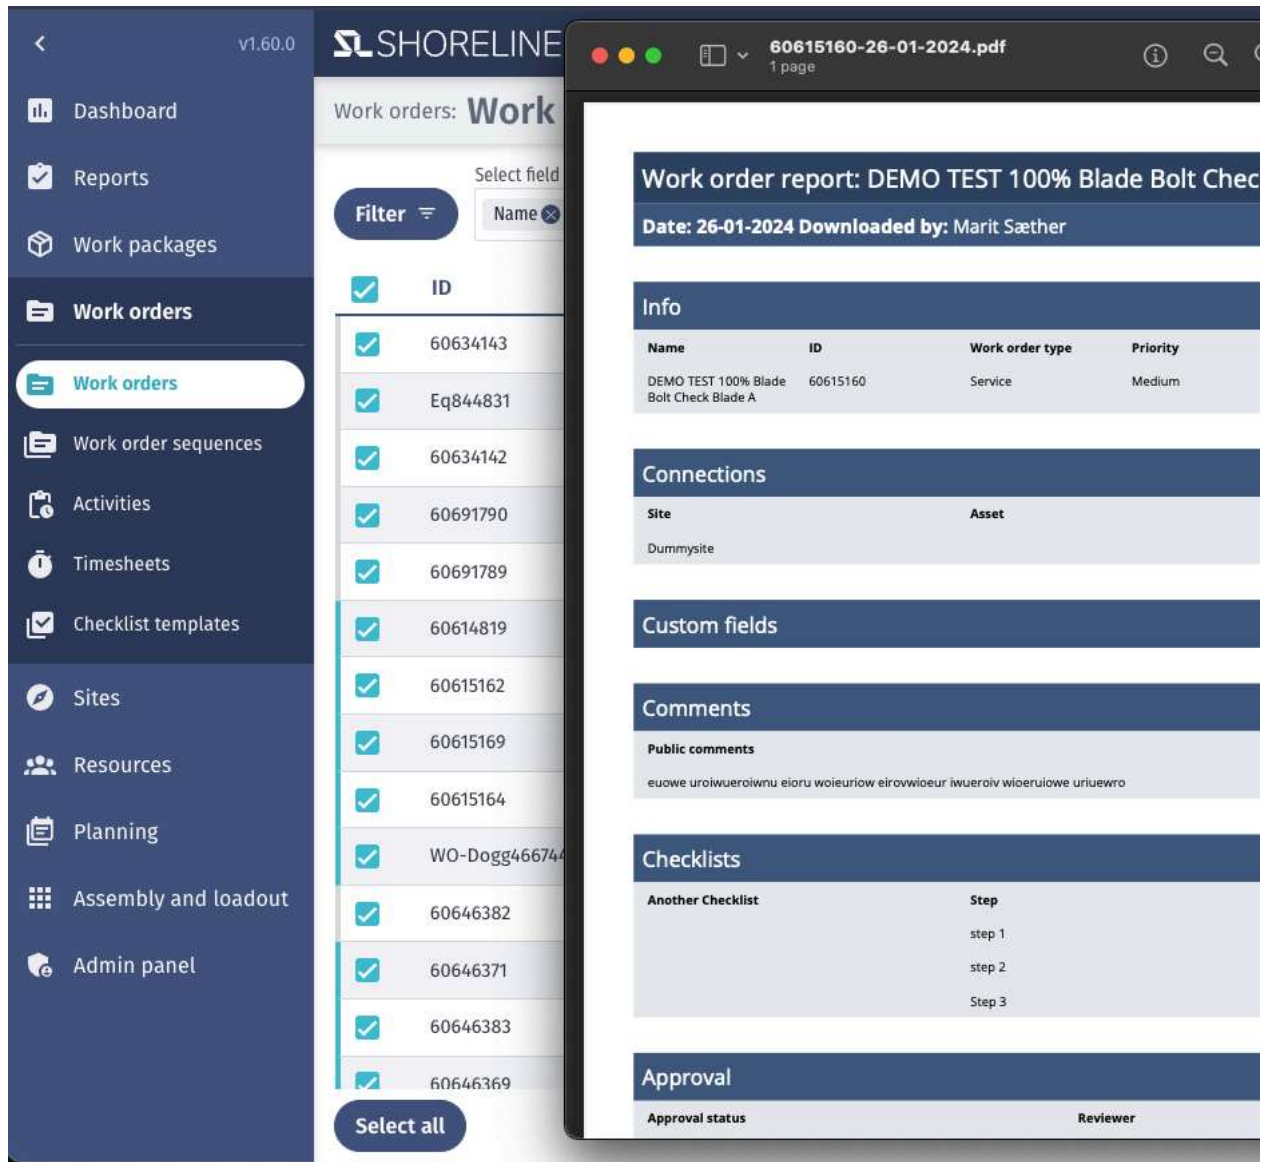 v1.60.0
Dashboard
Reports
Work packages
Work orders
Work orders
Work order sequences
Activities
Timesheets
Checklist templates
Sites
Resources
Planning
Assembly and loadout
Admin panel
SL SHORELINE
Work orders: Work
Select field
Filter
Name
ID
60634143
Eq844831
60634142
60691790
60691789
60614819
60615162
60615169
60615164
WO-Dogg466744
60646382
60646371
60646383
60646369
Select all
60615160-26-01-2024.pdf
1 page
Work order report: DEMO TEST 100% Blade Bolt Chec
Date: 26-01-2024 Downloaded by: Marit Sæther
Info
Name ID Work order type Priority
DEMO TEST 100% Blade 60615160 Service Medium
Bolt Check Blade A
Connections
Site Asset
Dummysite
Custom fields
Comments
Public comments
euowe uroiwueroiwnu eioru woieuriow eirovwioeur iwueroiv wioeruiowe uriuewro
Checklists
Another Checklist Step
step 1
step 2
Step 3
Approval
Approval status Reviewer